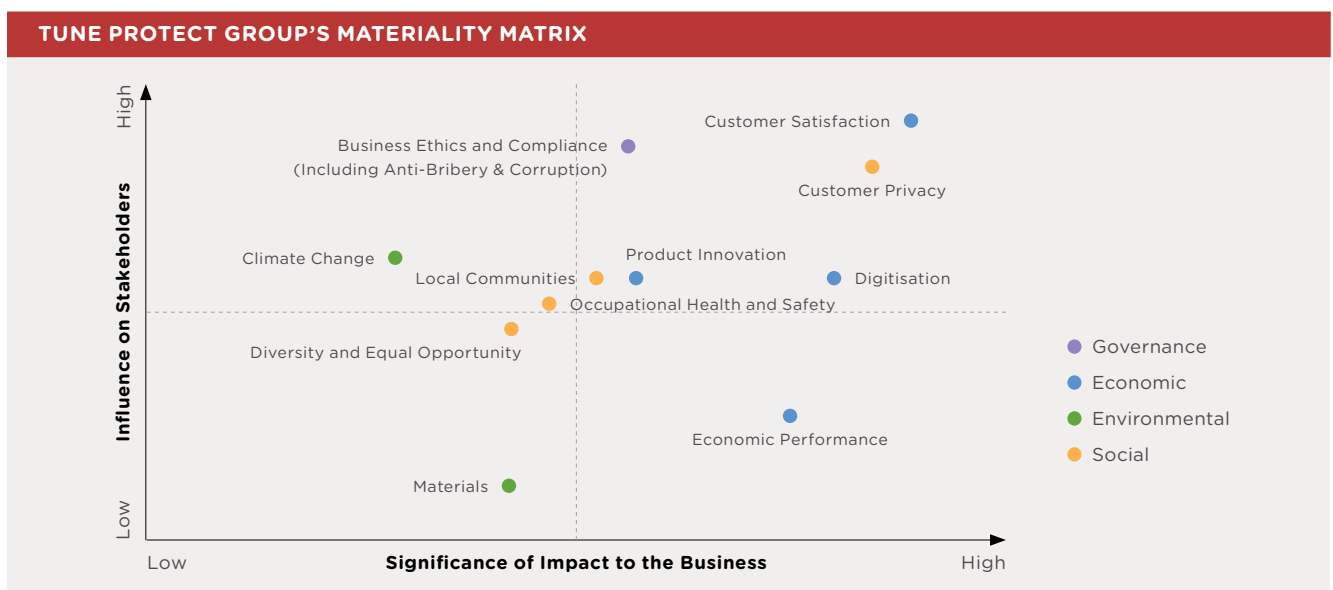 TUNE PROTECT GROUP'S MATERIALITY MATRIX
High
Influence on Stakeholders
Low
Customer Satisfaction
Business Ethics and Compliance
(Including Anti-Bribery & Corruption)
Customer Privacy
Climate Change
Product Innovation
Local Communities
Digitisation
Occupational Health and Safety
Diversity and Equal Opportunity
Economic Performance
Materials
Governance
Economic
Environmental
Social
Low
Significance of Impact to the Business
High